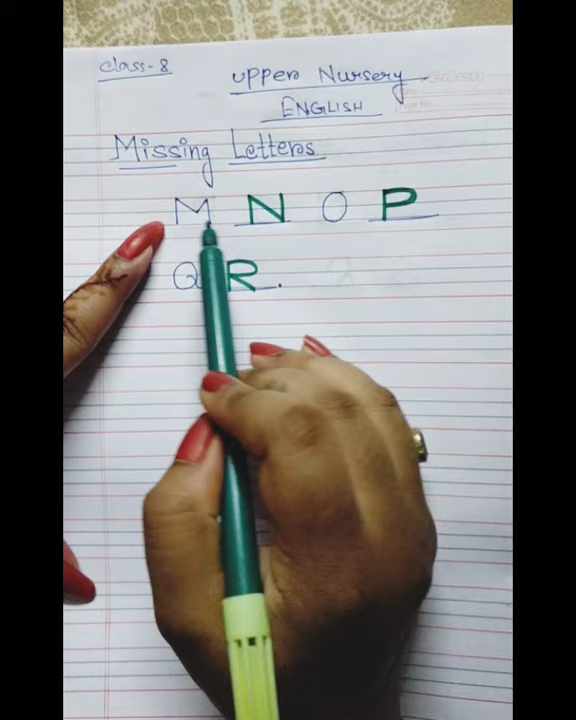 class-8
upper Nursery
ENGLISH
Missing Letters
M N O P
Q R .